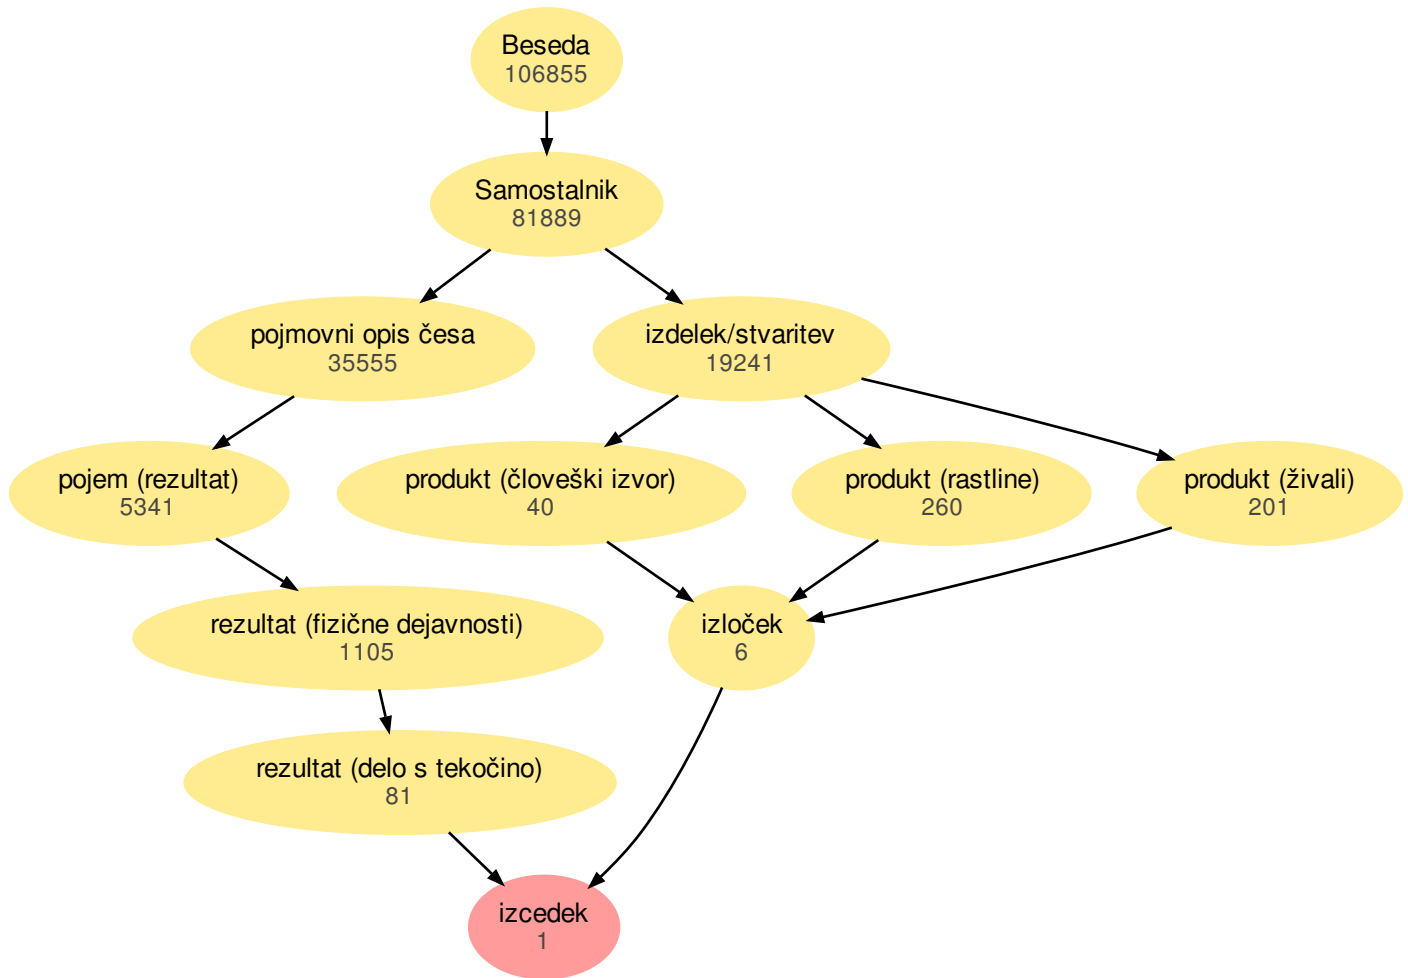 Beseda
106855
Samostalnik
81889
pojmovni opis česa
35555
izdelek/stvaritev
19241
pojem (rezultat)
5341
produkt (človeški izvor)
40
produkt (rastline)
260
produkt (živali)
201
rezultat (fizične dejavnosti)
1105
izloček
6
rezultat (delo s tekočino)
81
izcedek
1